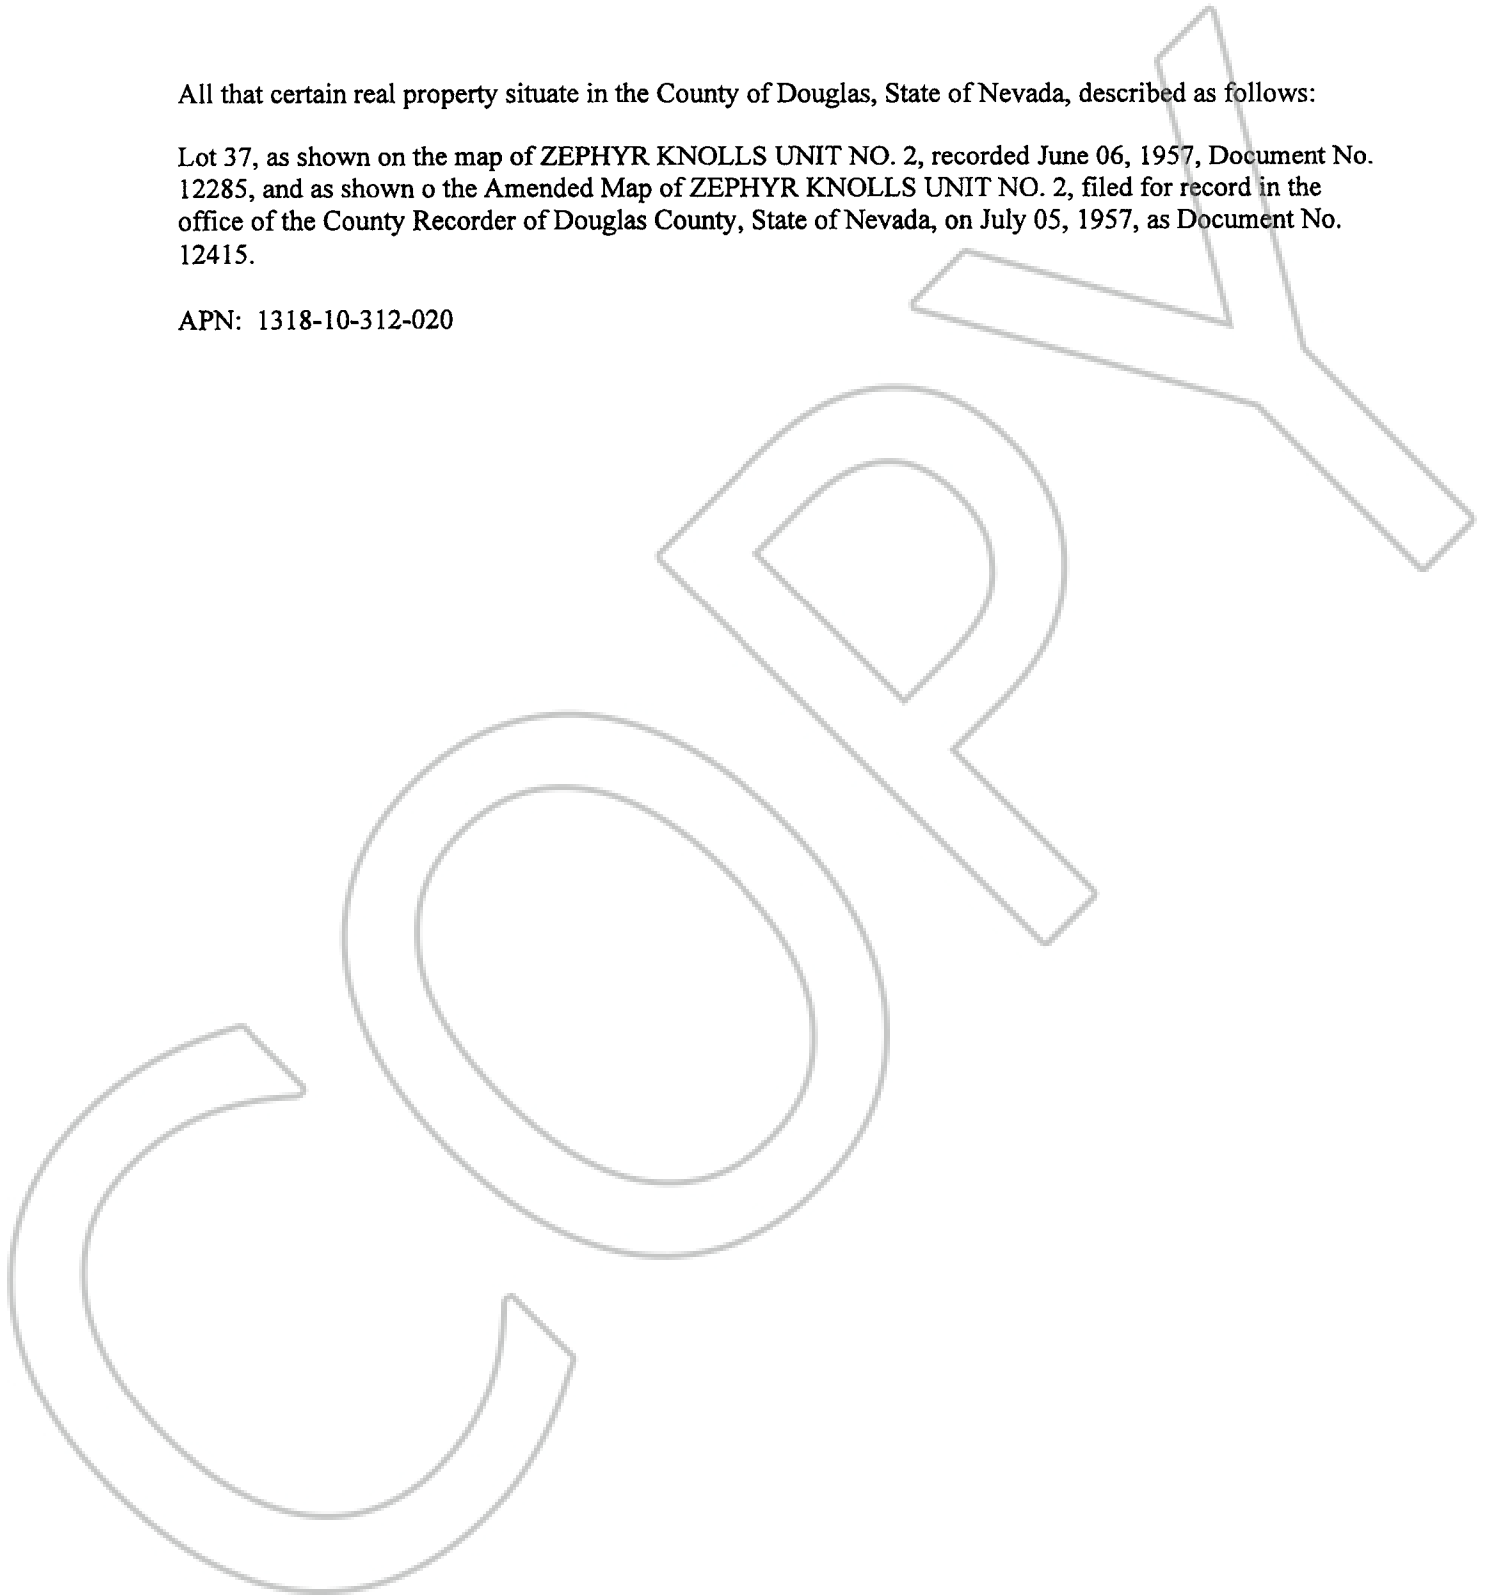 All that certain real property situate in the County of Douglas, State of Nevada, described as follows:
Lot 37, as shown on the map of ZEPHYR KNOLLS UNIT NO. 2, recorded June 06, 1957, Document No.
12285, and as shown o the Amended Map of ZEPHYR KNOLLS UNIT NO. 2, filed for record in the
office of the County Recorder of Douglas County, State of Nevada, on July 05, 1957, as Document No.
12415.
APN: 1318-10-312-020
COPY